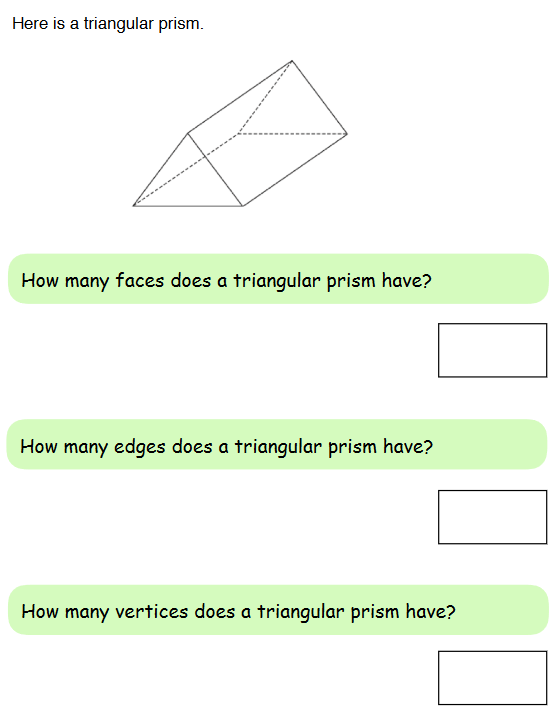 Here is a triangular prism.
How many faces does a triangular prism have?
How many edges does a triangular prism have?
How many vertices does a triangular prism have?